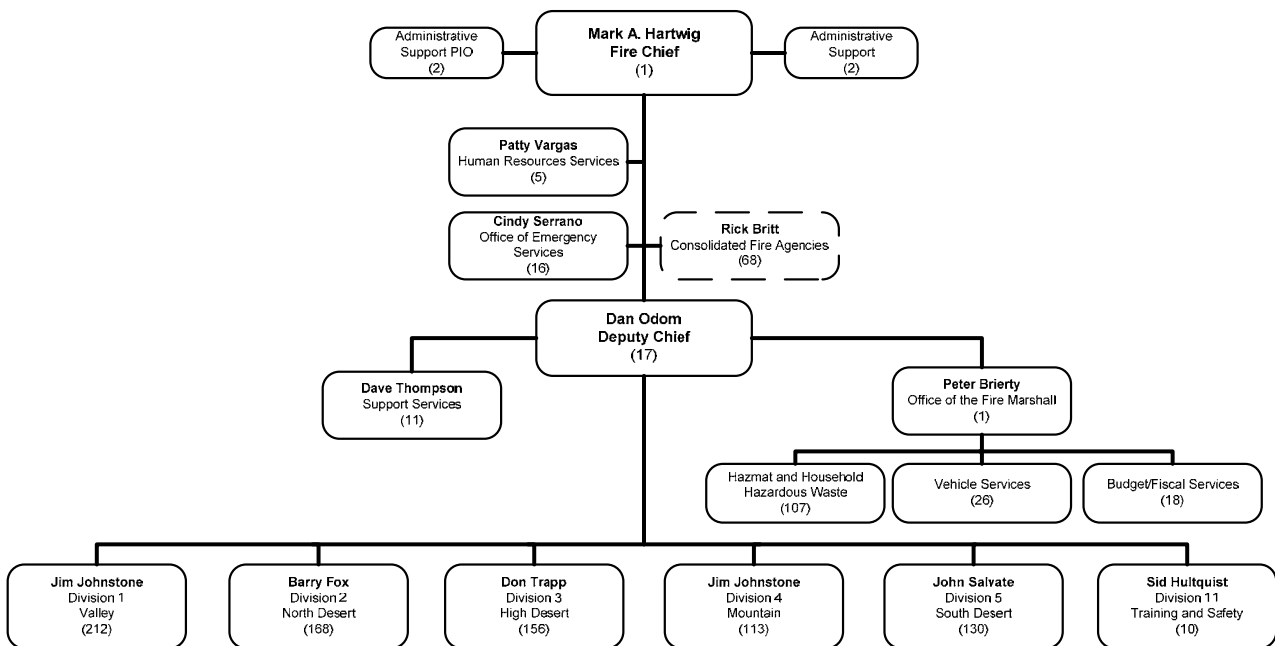 Administrative
Support PIO
(2)
Mark A. Hartwig
Fire Chief
(1)
Administrative
Support
(2)
Patty Vargas
Human Resources Services
(5)
Cindy Serrano
Office of Emergency
Services
(16)
Rick Britt
Consolidated Fire Agencies
(68)
Dan Odom
Deputy Chief
(17)
Dave Thompson
Support Services
(11)
Peter Brierty
Office of the Fire Marshall
(1)
Hazmat and Household
Hazardous Waste
(107)
Vehicle Services
(26)
Budget/Fiscal Services
(18)
Jim Johnstone
Division 1
Valley
(212)
Barry Fox
Division 2
North Desert
(168)
Don Trapp
Division 3
High Desert
(156)
Jim Johnstone
Division 4
Mountain
(113)
John Salvate
Division 5
South Desert
(130)
Sid Hultquist
Division 11
Training and Safety
(10)